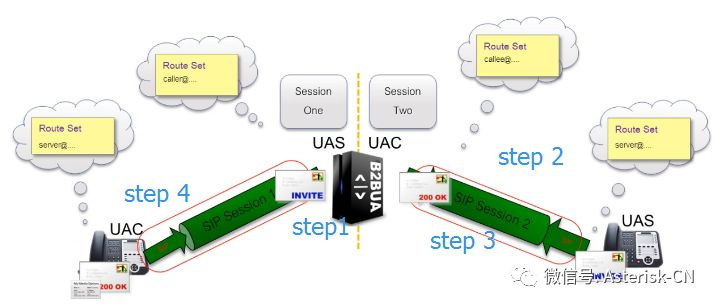 Route Set
callee@....
Route Set
caller@....
Session
One
Session
Two
Route Set
server@....
Route Set
server@....
UAS
UAC
step 2
step 4
INVITE
B2BUA
<|>
200 OK
SIP Session 1
step1
SIP Session 2
step 3
UAC
UAS
200 OK
微信号: Asterisk-CN